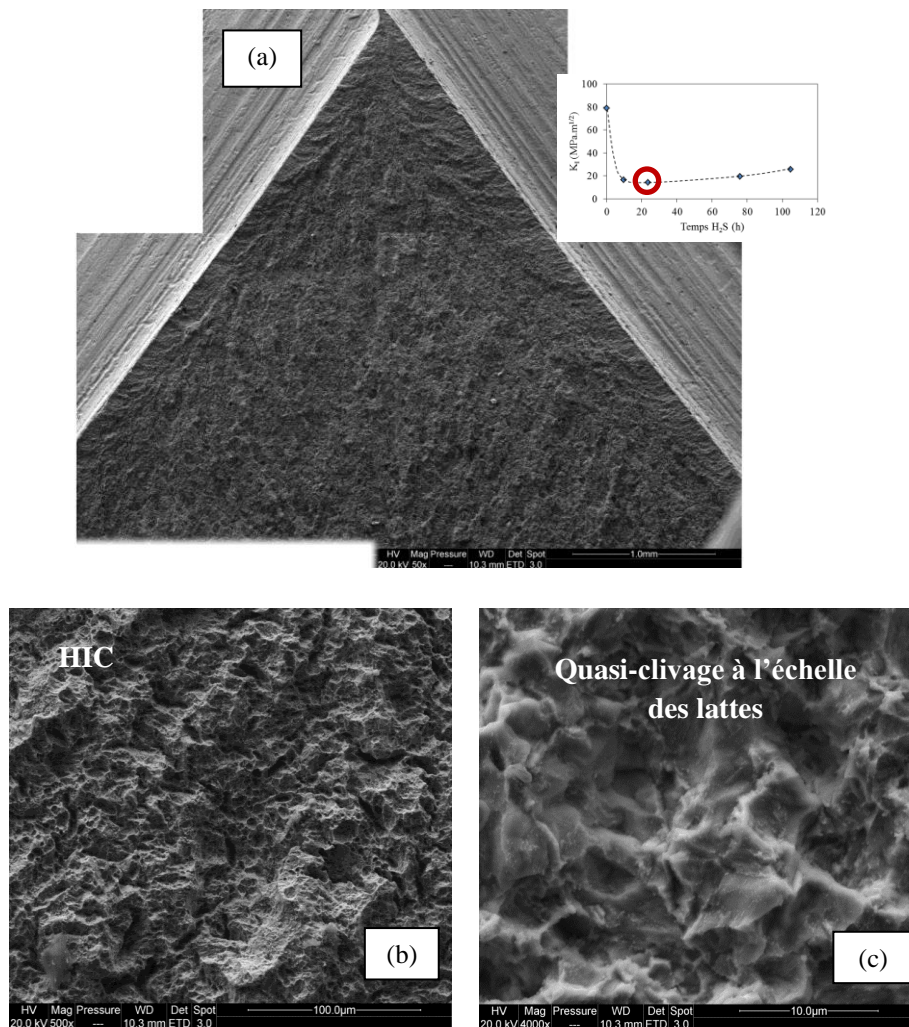 (a)
100
80
60
40
20
0
K_I (MPa.m^1/2)
0 20 40 60 80 100 120
Temps H₂S (h)
HV Mag Pressure WD Det Spot 1.0mm
20.0 kV 50x --- 10.3 mm ETD 3.0
HIC
(b)
HV Mag Pressure WD Det Spot 100.0µm
20.0 kV 500x --- 10.3 mm ETD 3.0
Quasi-clivage à l'échelle
des lattes
(c)
HV Mag Pressure WD Det Spot 10.0µm
20.0 kV 4000x --- 10.3 mm ETD 3.0